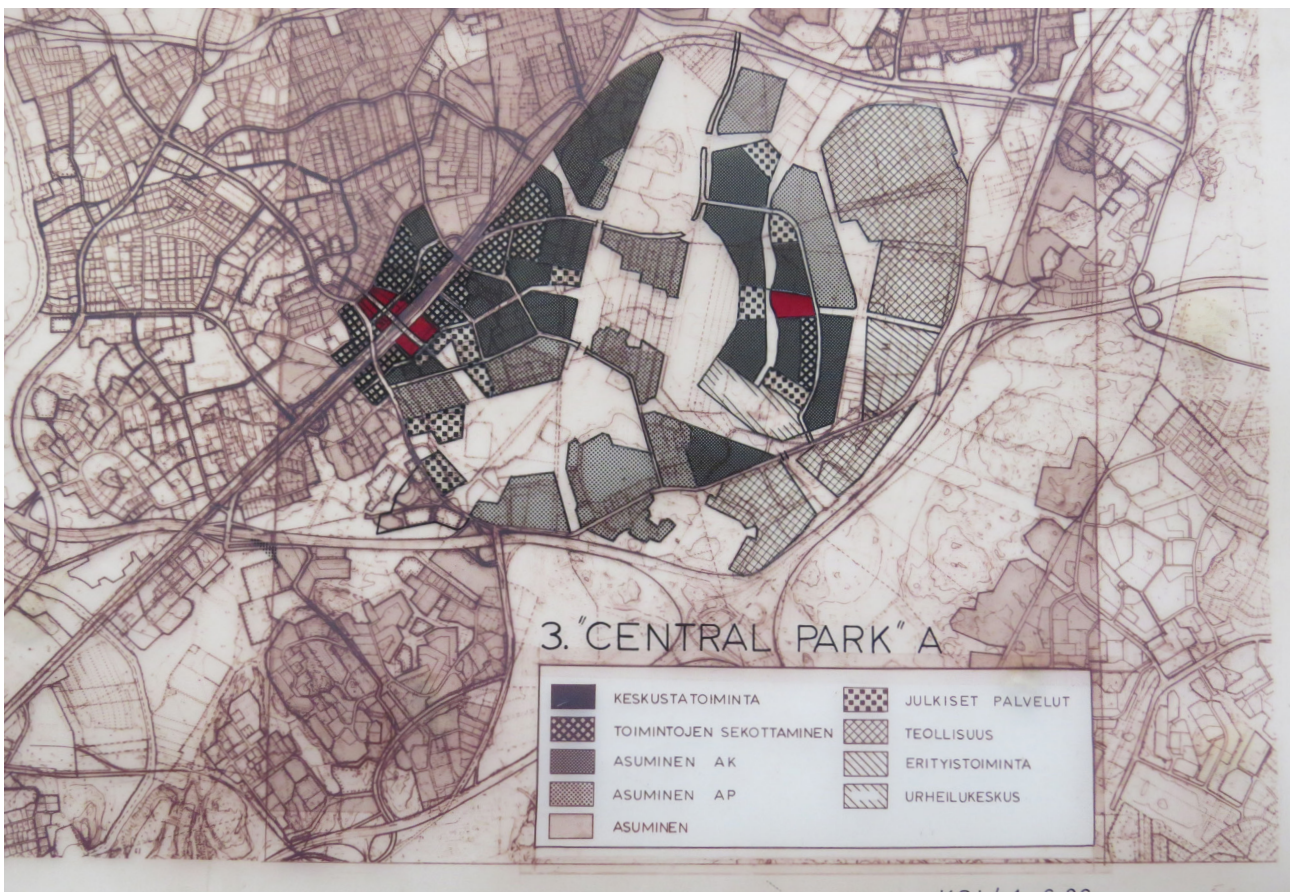 3. "CENTRAL PARK" A
KESKUSTATOIMINTA
TOIMINTOJEN SEKOTTAMINEN
ASUMINEN AK
ASUMINEN AP
ASUMINEN
JULKISET PALVELUT
TEOLLISUUS
ERITYISTOIMINTA
URHEILUKESKUS